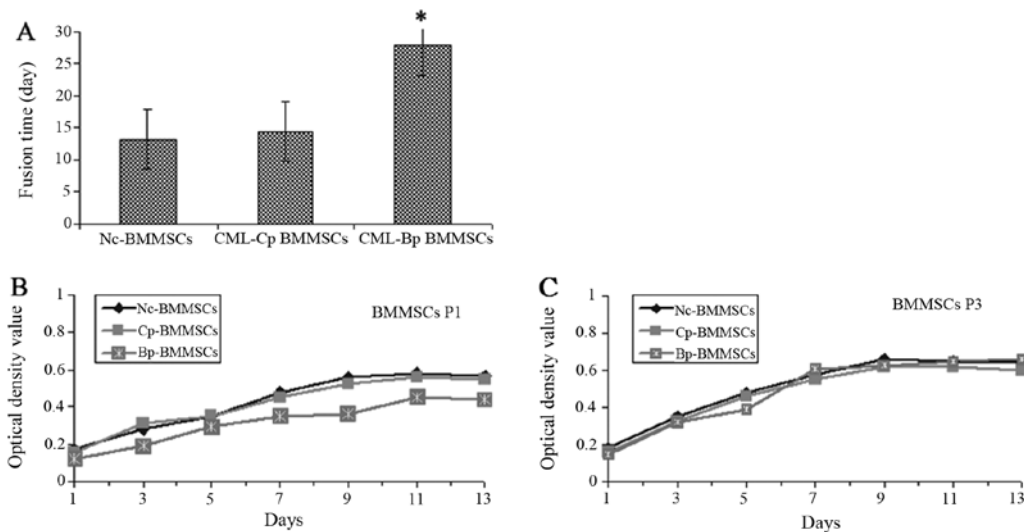 A
*
Fusion time (day)
30
25
20
15
10
5
0
Nc-BMMSCs CML-Cp BMMSCs CML-Bp BMMSCs
B
Optical density value
1
0.8
0.6
0.4
0.2
0
Nc-BMMSCs
Cp-BMMSCs
Bp-BMMSCs
BMMSCs P1
1 3 5 7 9 11 13
Days
C
Optical density value
1
0.8
0.6
0.4
0.2
0
Nc-BMMSCs
Cp-BMMSCs
Bp-BMMSCs
BMMSCs P3
1 3 5 7 9 11 13
Days